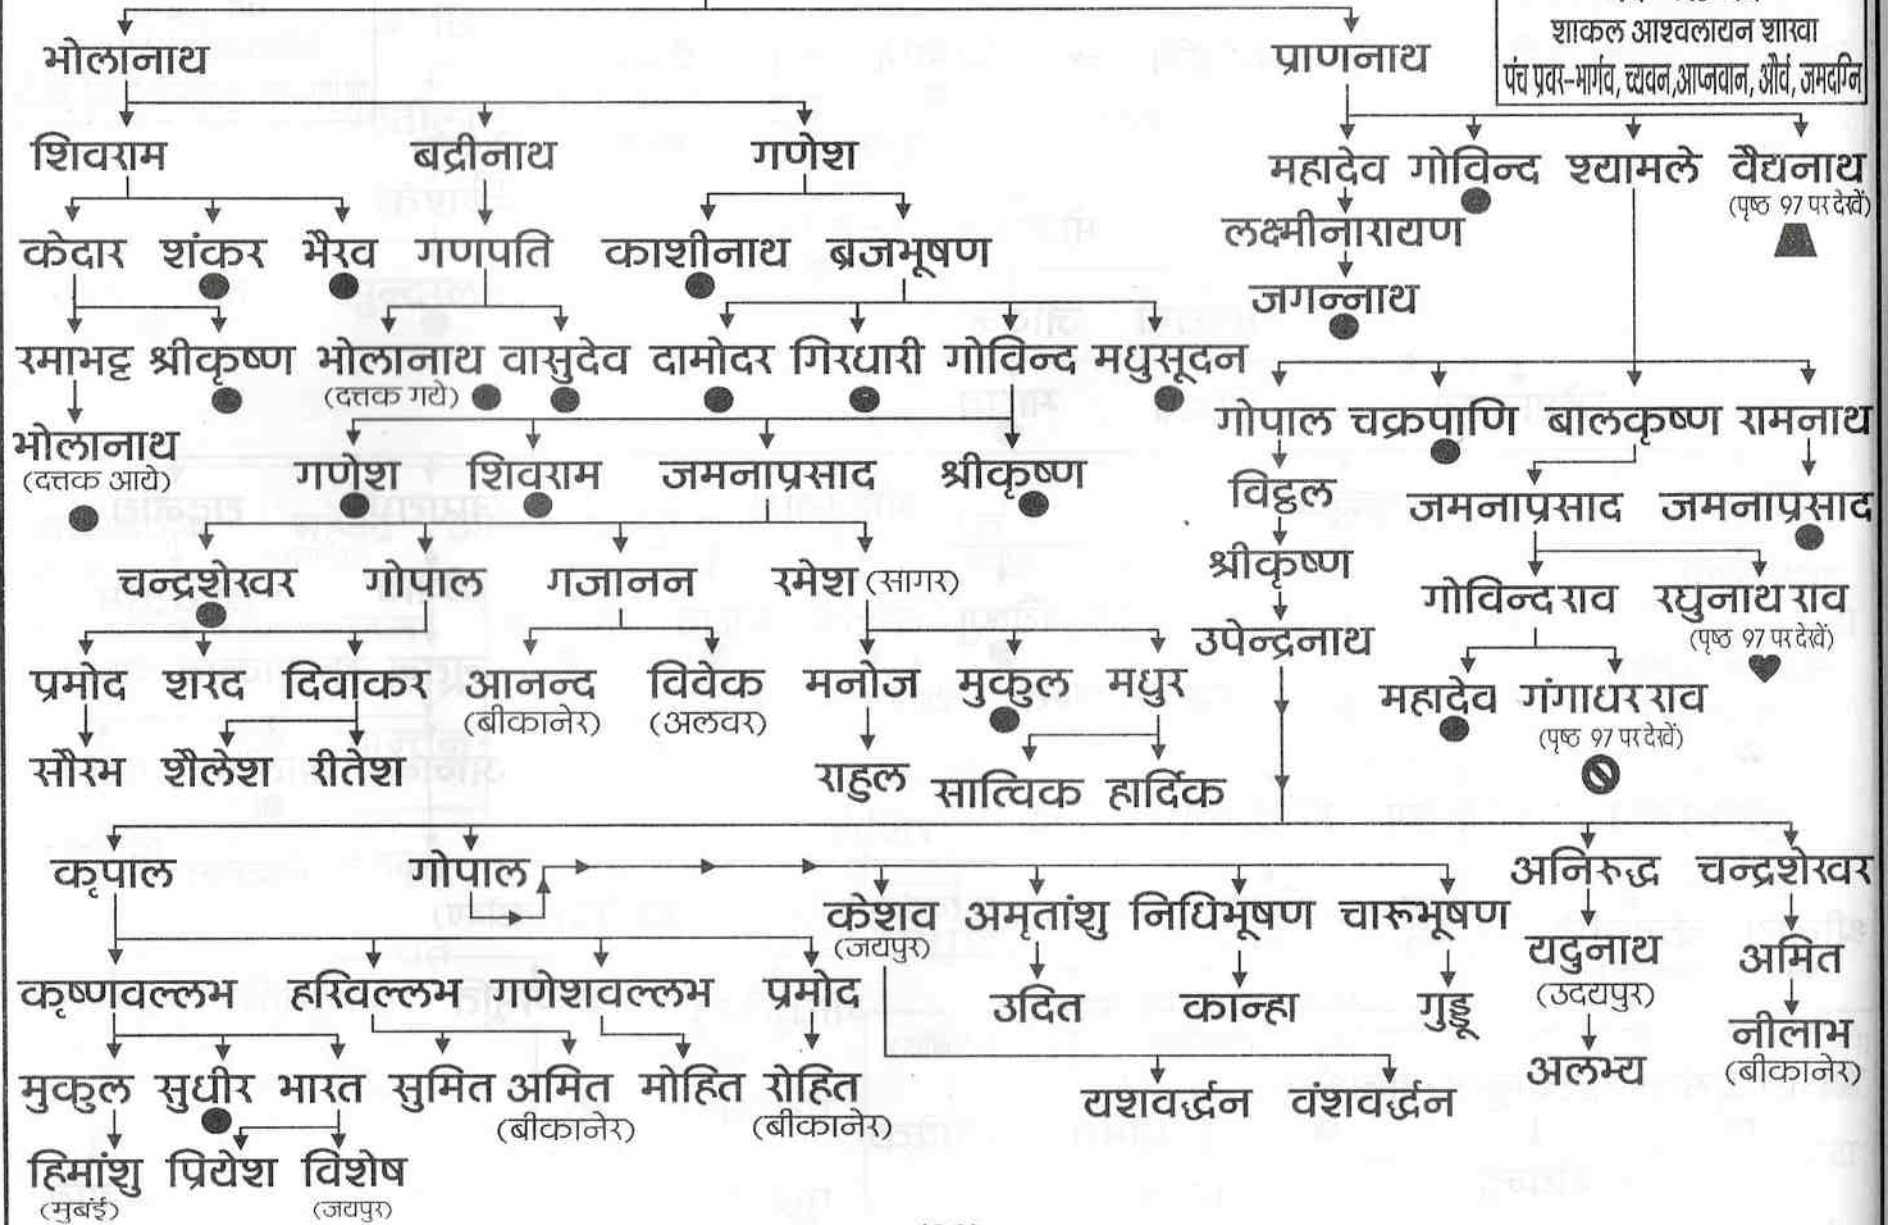 शाकल आश्वलायन शाखा
पंच प्रवर-भार्गव, च्यवन,आप्नवान, और्व, जमदग्नि
भोलानाथ प्राणनाथ
शिवराम बद्रीनाथ गणेश
महादेव गोविन्द श्यामले वैद्यनाथ
(पृष्ठ 97 पर देखें)
केदार शंकर भैरव गणपति काशीनाथ ब्रजभूषण लक्ष्मीनारायण
जगन्नाथ
रमाभट्ट श्रीकृष्ण भोलानाथ वासुदेव दामोदर गिरधारी गोविन्द मधुसूदन
(दत्तक गये)
गोपाल चक्रपाणि बालकृष्ण रामनाथ
भोलानाथ
(दत्तक आये)
गणेश शिवराम जमनाप्रसाद श्रीकृष्ण
विट्ठल जमनाप्रसाद जमनाप्रसाद
चन्द्रशेखर गोपाल गजानन रमेश (सागर) श्रीकृष्ण
गोविन्दराव रघुनाथ राव
(पृष्ठ 97 पर देखें)
उपेन्द्रनाथ
प्रमोद शरद दिवाकर आनन्द विवेक मनोज मुकुल मधुर
(बीकानेर) (अलवर)
महादेव गंगाधर राव
(पृष्ठ 97 पर देखें)
सौरभ शैलेश रीतेश राहुल सात्विक हार्दिक
कृपाल गोपाल अनिरुद्ध चन्द्रशेखर
केशव अमृतांशु निधिभूषण चारूभूषण
(जयपुर)
यदुनाथ अमित
(उदयपुर)
कृष्णवल्लभ हरिवल्लभ गणेशवल्लभ प्रमोद उदित कान्हा गुड्डू
नीलाभ
(बीकानेर)
अलभ्य
मुकुल सुधीर भारत सुमित अमित मोहित रोहित यशवर्द्धन वंशवर्द्धन
(बीकानेर) (बीकानेर)
हिमांशु प्रियेश विशेष
(मुबंई) (जयपुर)